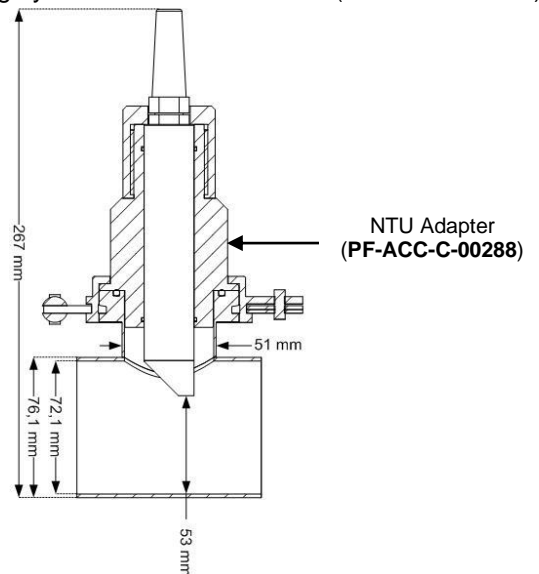 NTU Adapter
(PF-ACC-C-00288)
267 mm
51 mm
76,1 mm
72,1 mm
53 mm